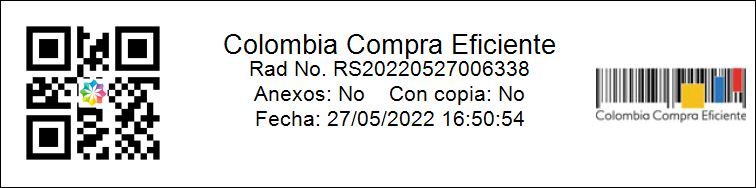 Colombia Compra Eficiente
Rad No. RS20220527006338
Anexos: No    Con copia: No
Fecha: 27/05/2022 16:50:54
Colombia Compra Eficiente